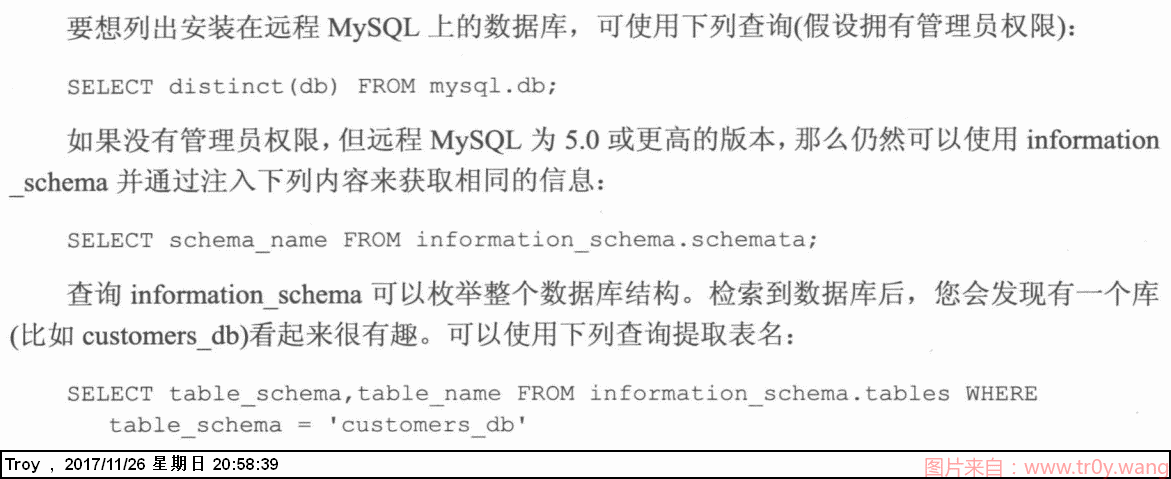 要想列出安装在远程 MySQL 上的数据库，可使用下列查询(假设拥有管理员权限)：
SELECT distinct(db) FROM mysql.db;
如果没有管理员权限，但远程 MySQL 为 5.0 或更高的版本，那么仍然可以使用 information
_schema 并通过注入下列内容来获取相同的信息：
SELECT schema_name FROM information_schema.schemata;
查询 information_schema 可以枚举整个数据库结构。检索到数据库后，您会发现有一个库
(比如 customers_db)看起来很有趣。可以使用下列查询提取表名：
SELECT table_schema,table_name FROM information_schema.tables WHERE
table_schema = 'customers_db'
Troy , 2017/11/26 星期日 20:58:39
图片来自：www.tr0y.wang